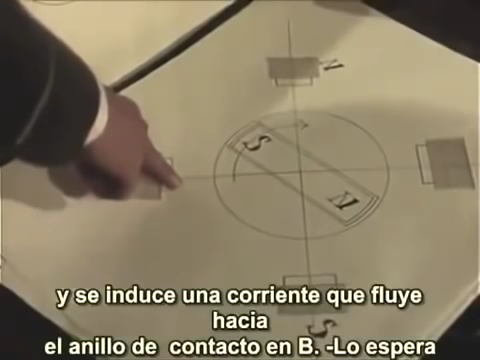 N
S
N
S
y se induce una corriente que fluye
hacia
el anillo de contacto en B. -Lo espera